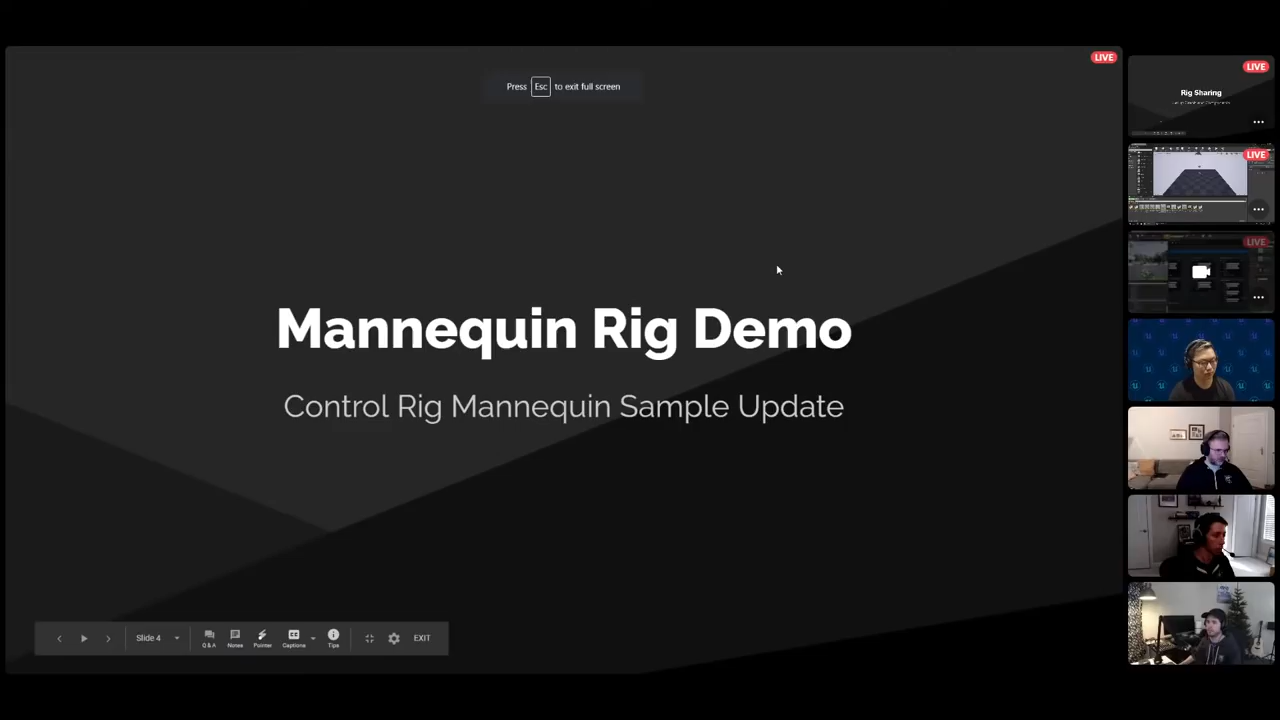 LIVE
Press Esc to exit full screen
Mannequin Rig Demo
Control Rig Mannequin Sample Update
Slide 4
Q & A
Notes
Pointer
Captions
Tips
EXIT
LIVE
Rig Sharing
LIVE
LIVE